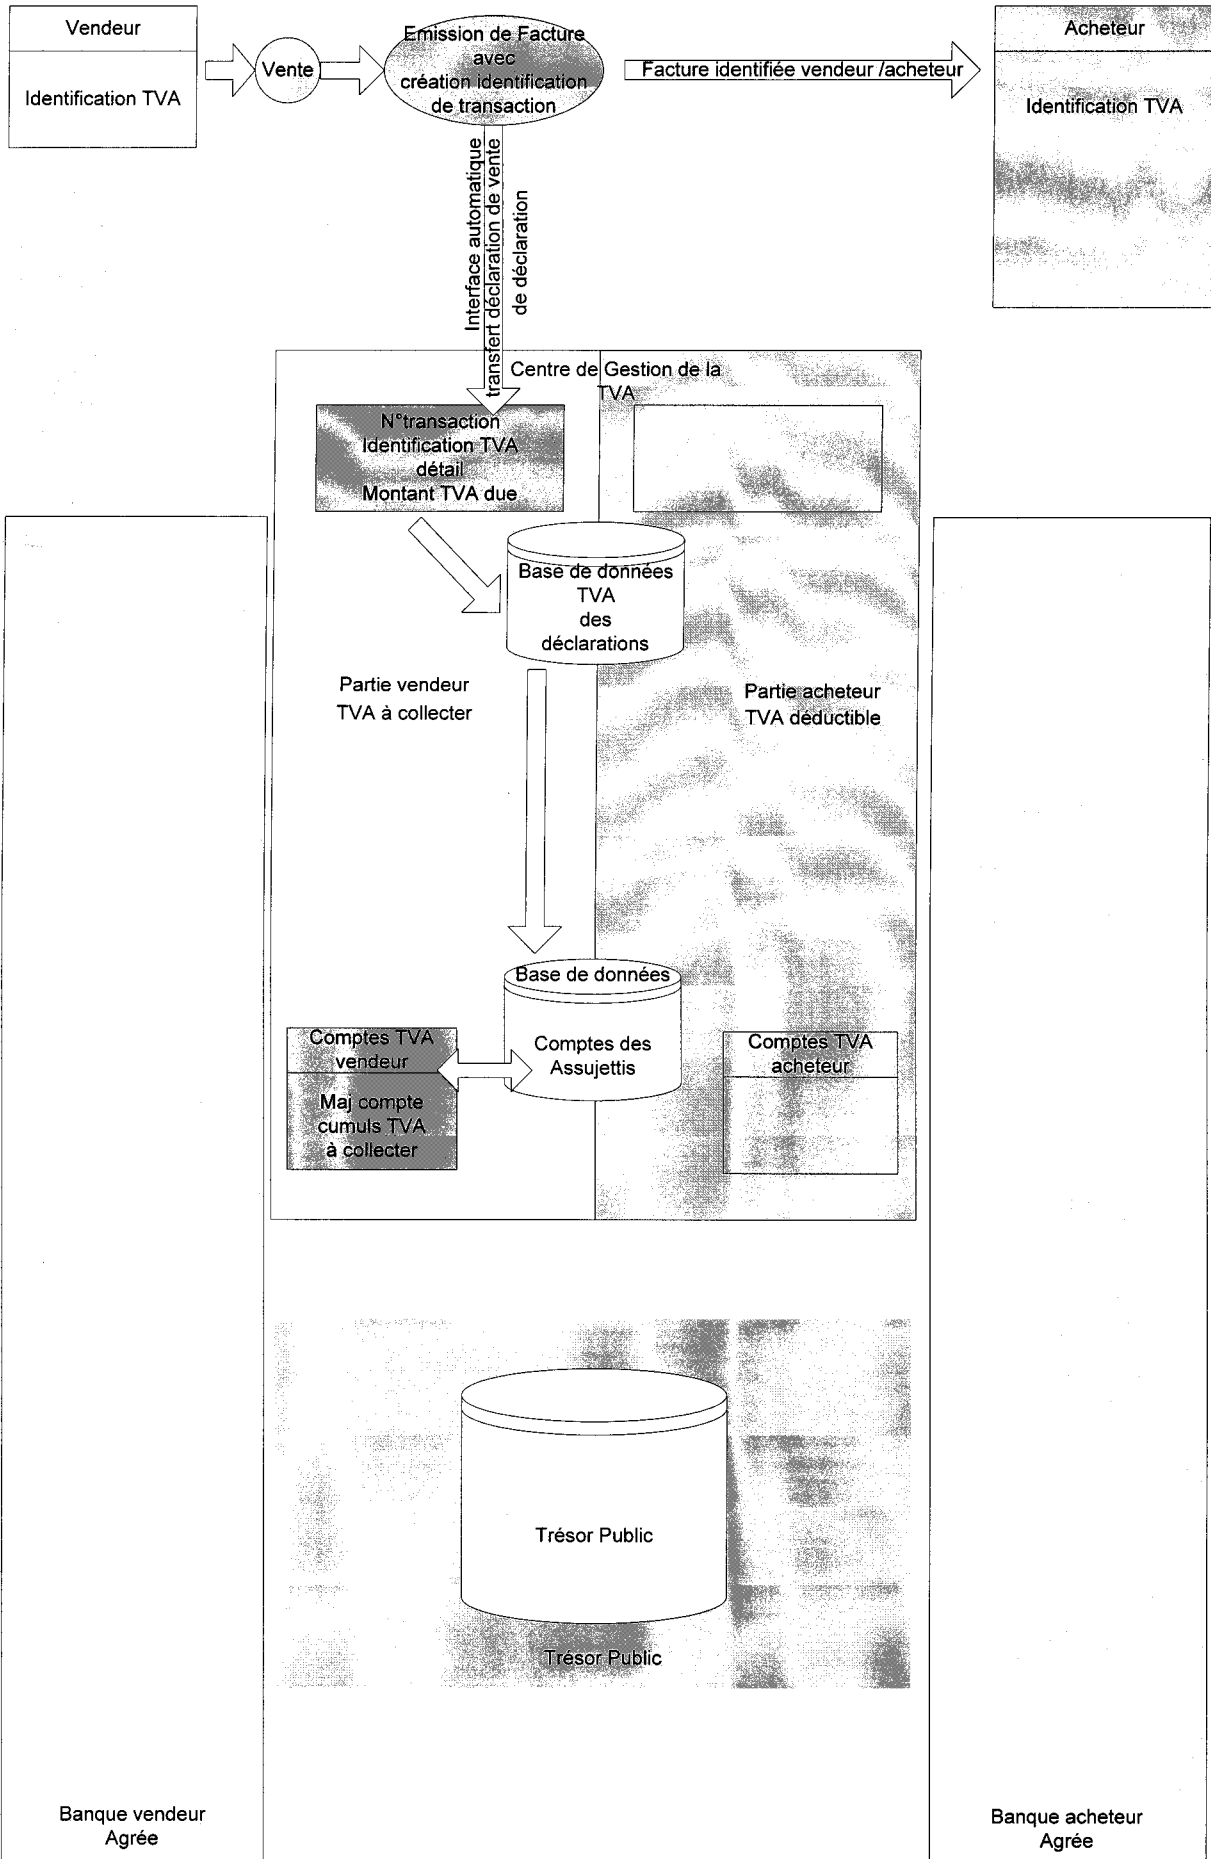 Vendeur
Identification TVA
Vente
Emission de Facture
avec
création identification
de transaction
Facture identifiée vendeur /acheteur
Acheteur
Identification TVA
Interface automatique
transfert déclaration de vente
de déclaration
Centre de Gestion de la
TVA
N°transaction
Identification TVA
détail
Montant TVA due
Base de données
TVA
des
déclarations
Partie vendeur
TVA à collecter
Partie acheteur
TVA déductible
Base de données
Comptes des
Assujettis
Comptes TVA
vendeur
Maj compte
cumuls TVA
à collecter
Comptes TVA
acheteur
Trésor Public
Trésor Public
Banque vendeur
Agrée
Banque acheteur
Agrée